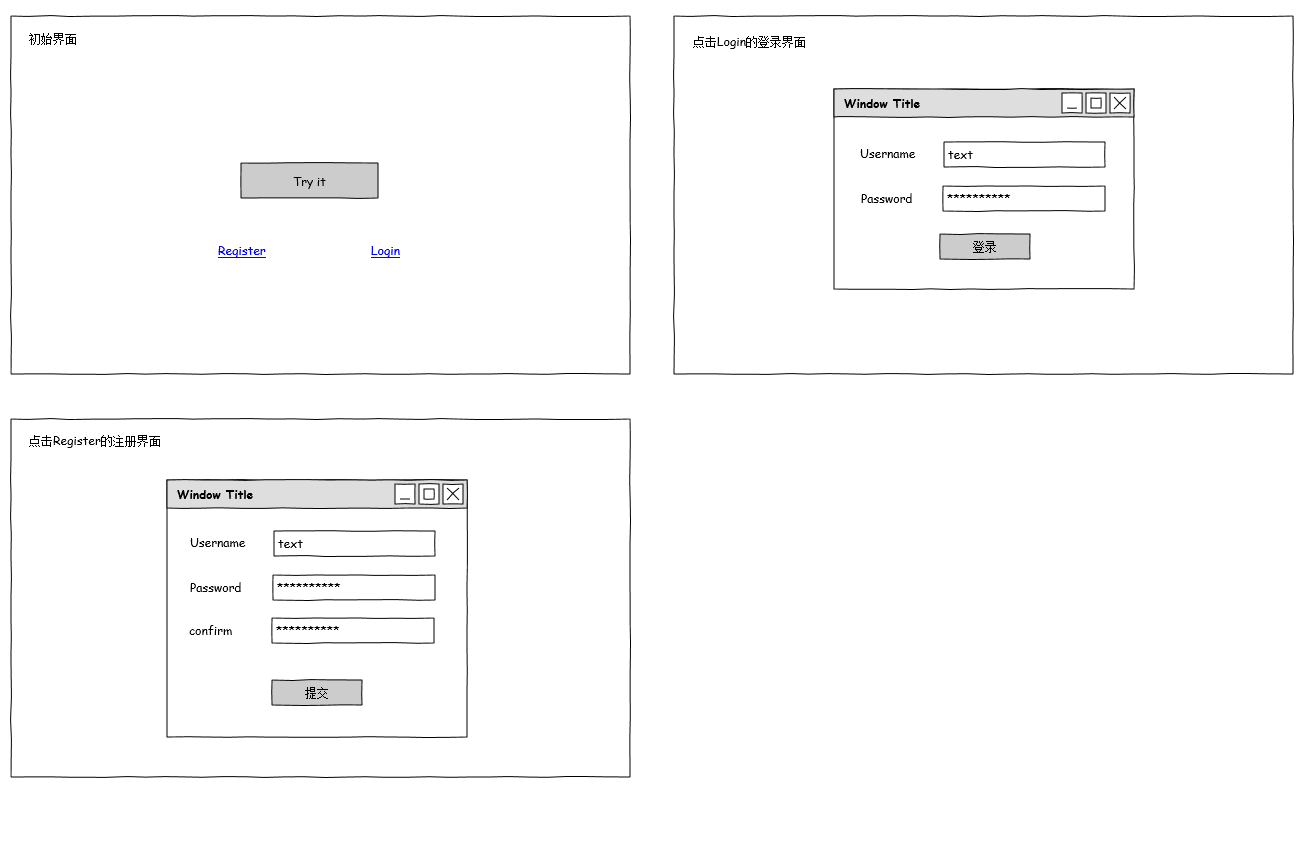 初始界面
Try it
Register
Login
点击Login的登录界面
Window Title
Username
text
Password
**********
登录
点击Register的注册界面
Window Title
Username
text
Password
**********
confirm
**********
提交